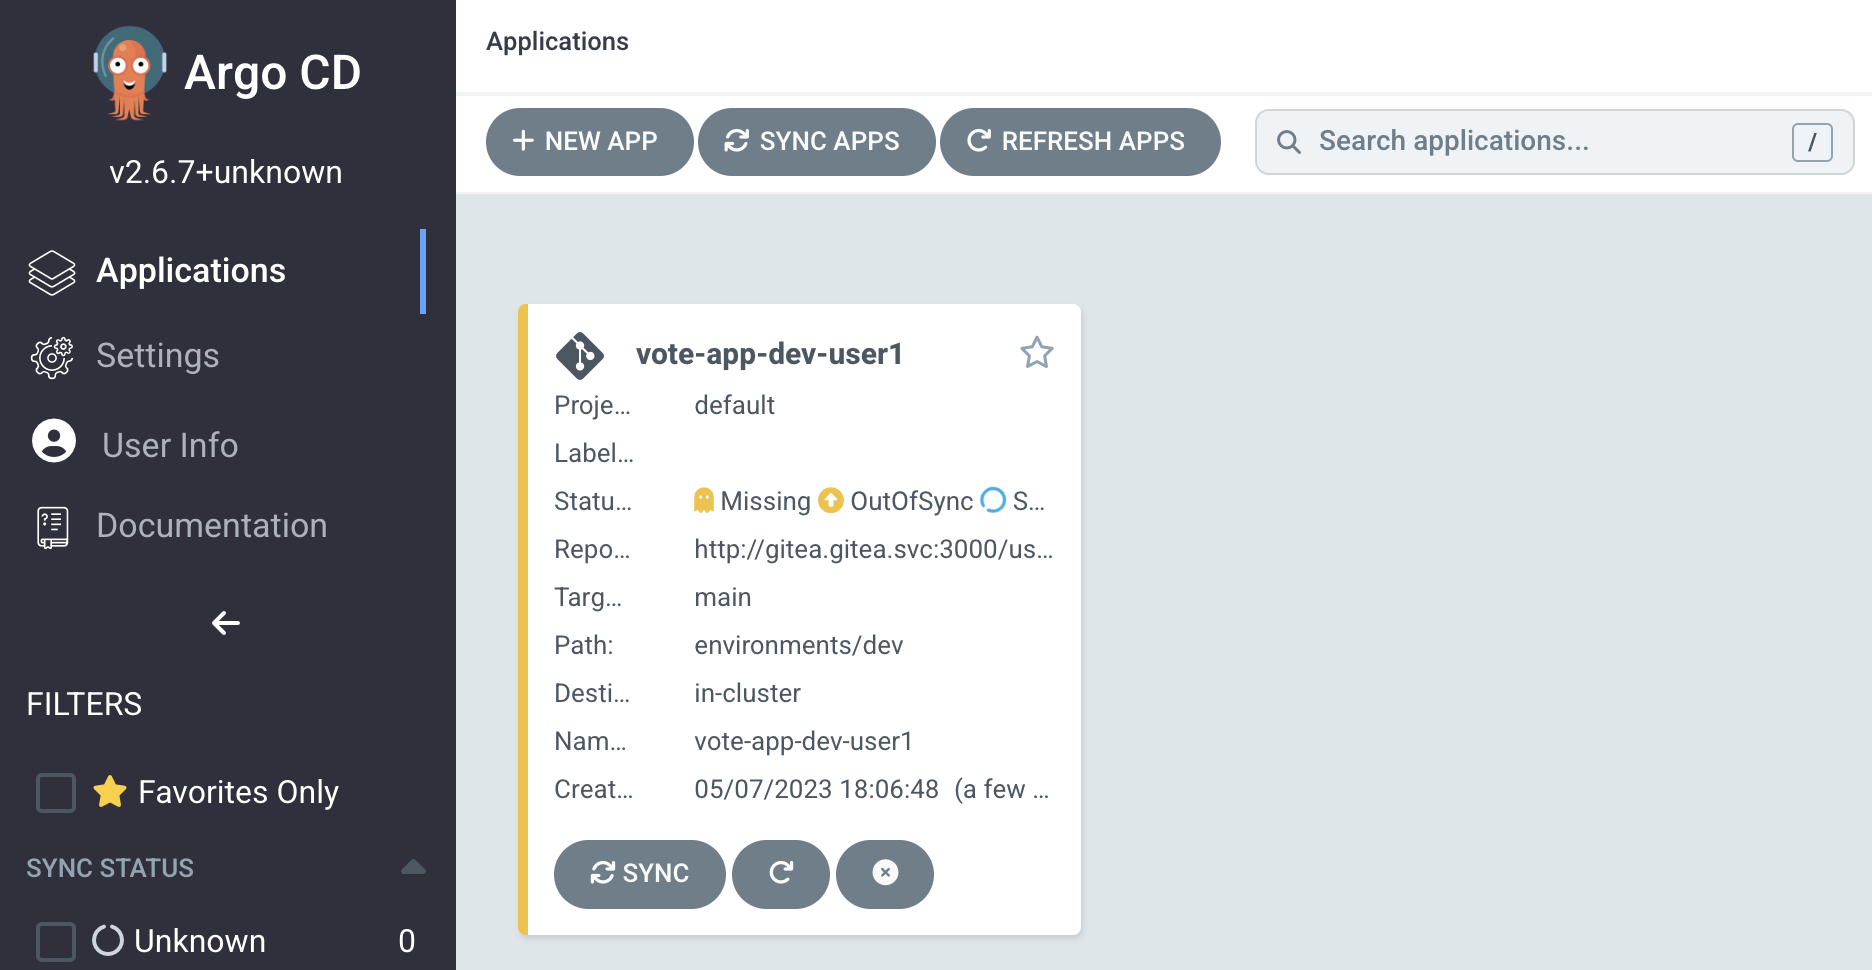 Argo CD
v2.6.7+unknown
Applications
Settings
User Info
Documentation
FILTERS
Favorites Only
SYNC STATUS
Unknown 0
Applications
NEW APP SYNC APPS REFRESH APPS Search applications... /
vote-app-dev-user1
Proje... default
Label...
Statu... Missing OutOfSync S...
Repo... http://gitea.gitea.svc:3000/us...
Targ... main
Path: environments/dev
Desti... in-cluster
Nam... vote-app-dev-user1
Creat... 05/07/2023 18:06:48 (a few ...
SYNC